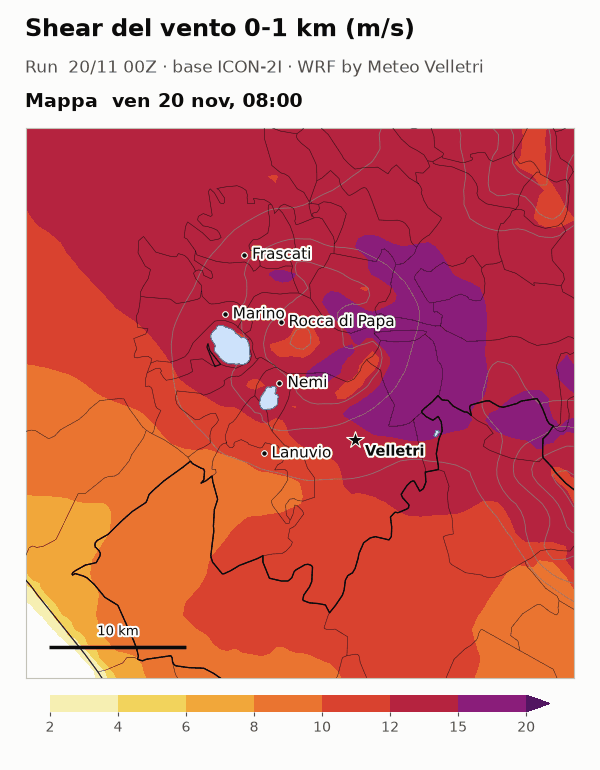 Shear del vento 0-1 km (m/s)
Run  20/11 00Z · base ICON-2I · WRF by Meteo Velletri
Mappa  ven 20 nov, 08:00
Frascati
Marino
Rocca di Papa
Nemi
Velletri
Lanuvio
10 km
2 4 6 8 10 12 15 20